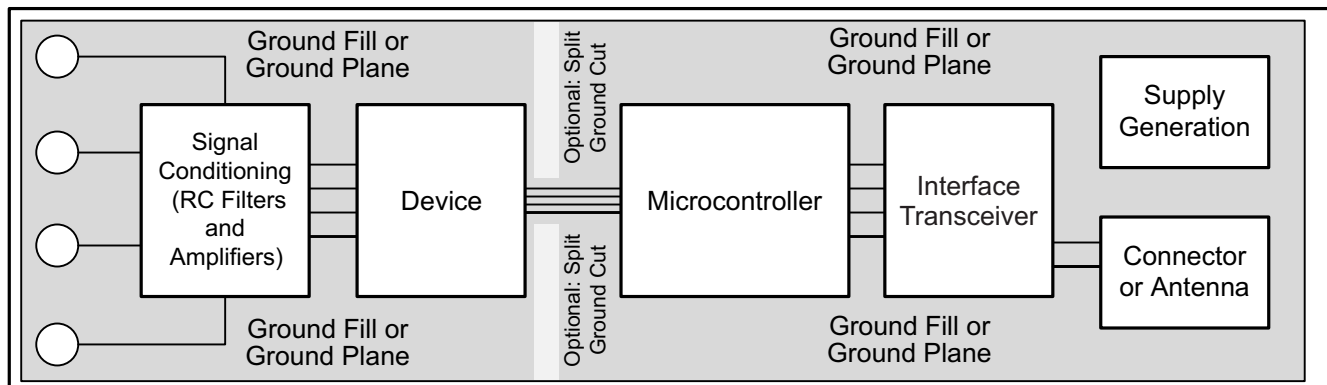 Ground Fill or
Ground Plane
Optional: Split
Ground Cut
Ground Fill or
Ground Plane
Supply
Generation
Signal
Conditioning
(RC Filters
and
Amplifiers)
Device
Microcontroller
Interface
Transceiver
Connector
or Antenna
Ground Fill or
Ground Plane
Optional: Split
Ground Cut
Ground Fill or
Ground Plane